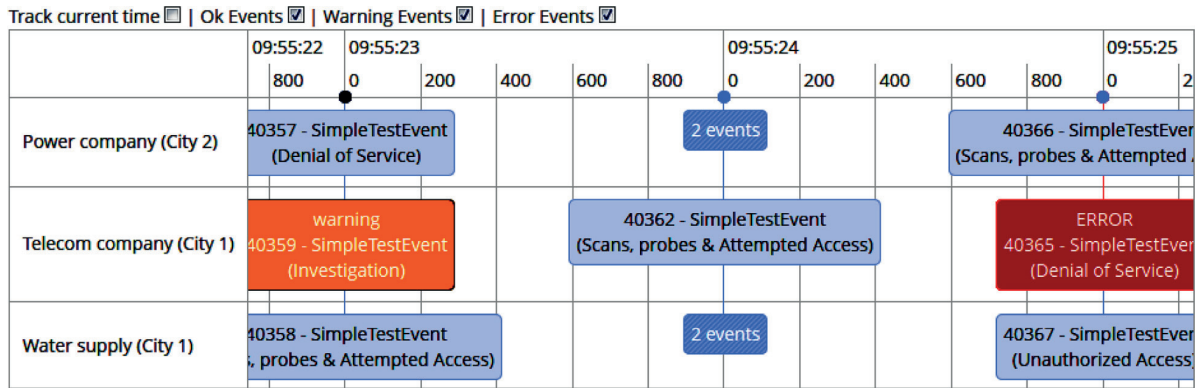 Track current time | Ok Events | Warning Events | Error Events
09:55:22 09:55:23 09:55:24 09:55:25
800 0 200 400 600 800 0 200 400 600 800 0 2
Power company (City 2)
40357 - SimpleTestEvent
(Denial of Service)
2 events
40366 - SimpleTestEver
(Scans, probes & Attempted
Telecom company (City 1)
warning
40359 - SimpleTestEvent
(Investigation)
40362 - SimpleTestEvent
(Scans, probes & Attempted Access)
ERROR
40365 - SimpleTestEver
(Denial of Service)
Water supply (City 1)
40358 - SimpleTestEvent
, probes & Attempted Access)
2 events
40367 - SimpleTestEver
(Unauthorized Access)